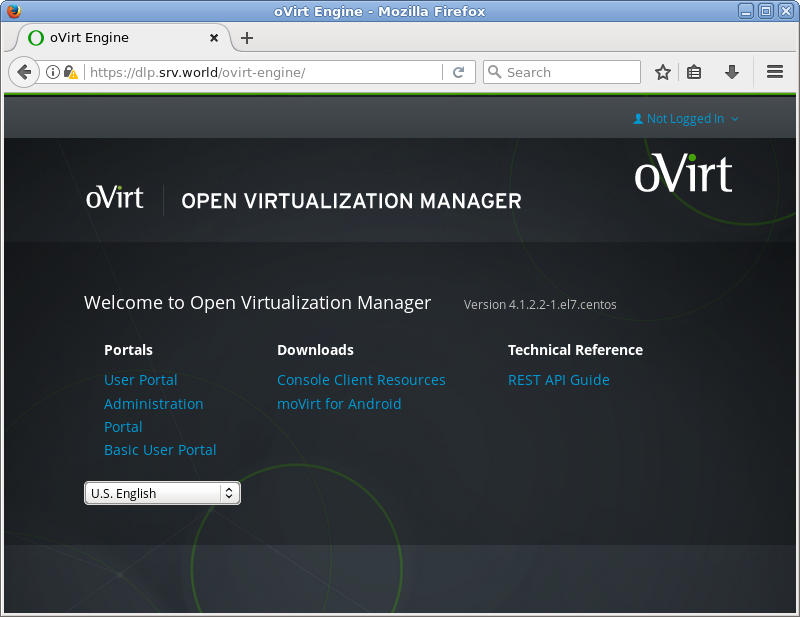 oVirt Engine - Mozilla Firefox
oVirt Engine
https://dlp.srv.world/ovirt-engine/
Search
Not Logged In
oVirt
oVirt OPEN VIRTUALIZATION MANAGER
Welcome to Open Virtualization Manager Version 4.1.2.2-1.el7.centos
Portals Downloads Technical Reference
User Portal Console Client Resources REST API Guide
Administration moVirt for Android
Portal
Basic User Portal
U.S. English